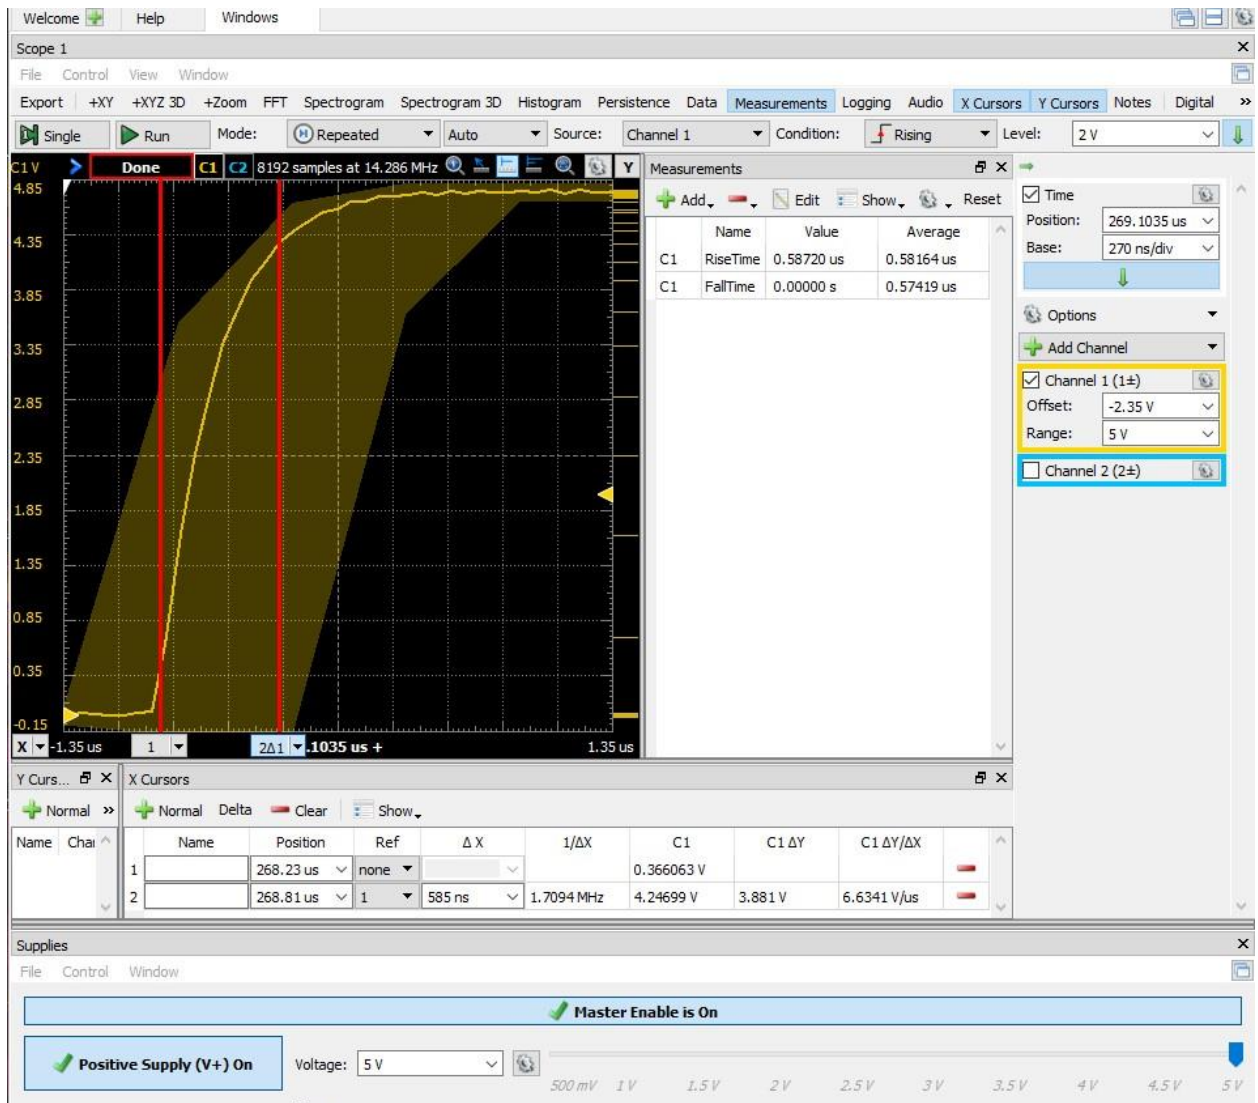 Welcome Help Windows
Scope 1
File Control View Window
Export +XY +XYZ 3D +Zoom FFT Spectrogram Spectrogram 3D Histogram Persistence Data Measurements Logging Audio X Cursors Y Cursors Notes Digital »
Single Run Mode: Repeated Auto Source: Channel 1 Condition: Rising Level: 2 V
C1 V Done C1 C2 8192 samples at 14.286 MHz Y
4.85
4.35
3.85
3.35
2.85
2.35
1.85
1.35
0.85
0.35
-0.15
X -1.35 us 1 2Δ1 .1035 us + 1.35 us
Measurements
Add Edit Show Reset
Name Value Average
C1 RiseTime 0.58720 us 0.58164 us
C1 FallTime 0.00000 s 0.57419 us
Time
Position: 269.1035 us
Base: 270 ns/div
Options
Add Channel
Channel 1 (1±)
Offset: -2.35 V
Range: 5 V
Channel 2 (2±)
Y Curs...
Normal »
Name Chai
X Cursors
Normal Delta Clear Show
Name Position Ref Δ X 1/ΔX C1 C1 ΔY C1 ΔY/ΔX
1 268.23 us none 0.366063 V
2 268.81 us 1 585 ns 1.7094 MHz 4.24699 V 3.881 V 6.6341 V/us
Supplies
File Control Window
Master Enable is On
Positive Supply (V+) On Voltage: 5 V
500 mV 1 V 1.5 V 2 V 2.5 V 3 V 3.5 V 4 V 4.5 V 5 V